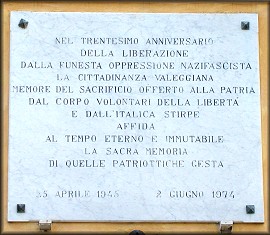 NEL TRENTESIMO ANNIVERSARIO
DELLA LIBERAZIONE
DALLA FUNESTA OPPRESSIONE NAZIFASCISTA
LA CITTADINANZA VALEGGIANA
MEMORE DEL SACRIFICIO OFFERTO ALLA PATRIA
DAL CORPO VOLONTARI DELLA LIBERTÀ
E DALL'ITALICA STIRPE
AFFIDA
AL TEMPO ETERNO E IMMUTABILE
LA SACRA MEMORIA
DI QUELLE PATRIOTTICHE GESTA
25 APRILE 1945 2 GIUGNO 1974